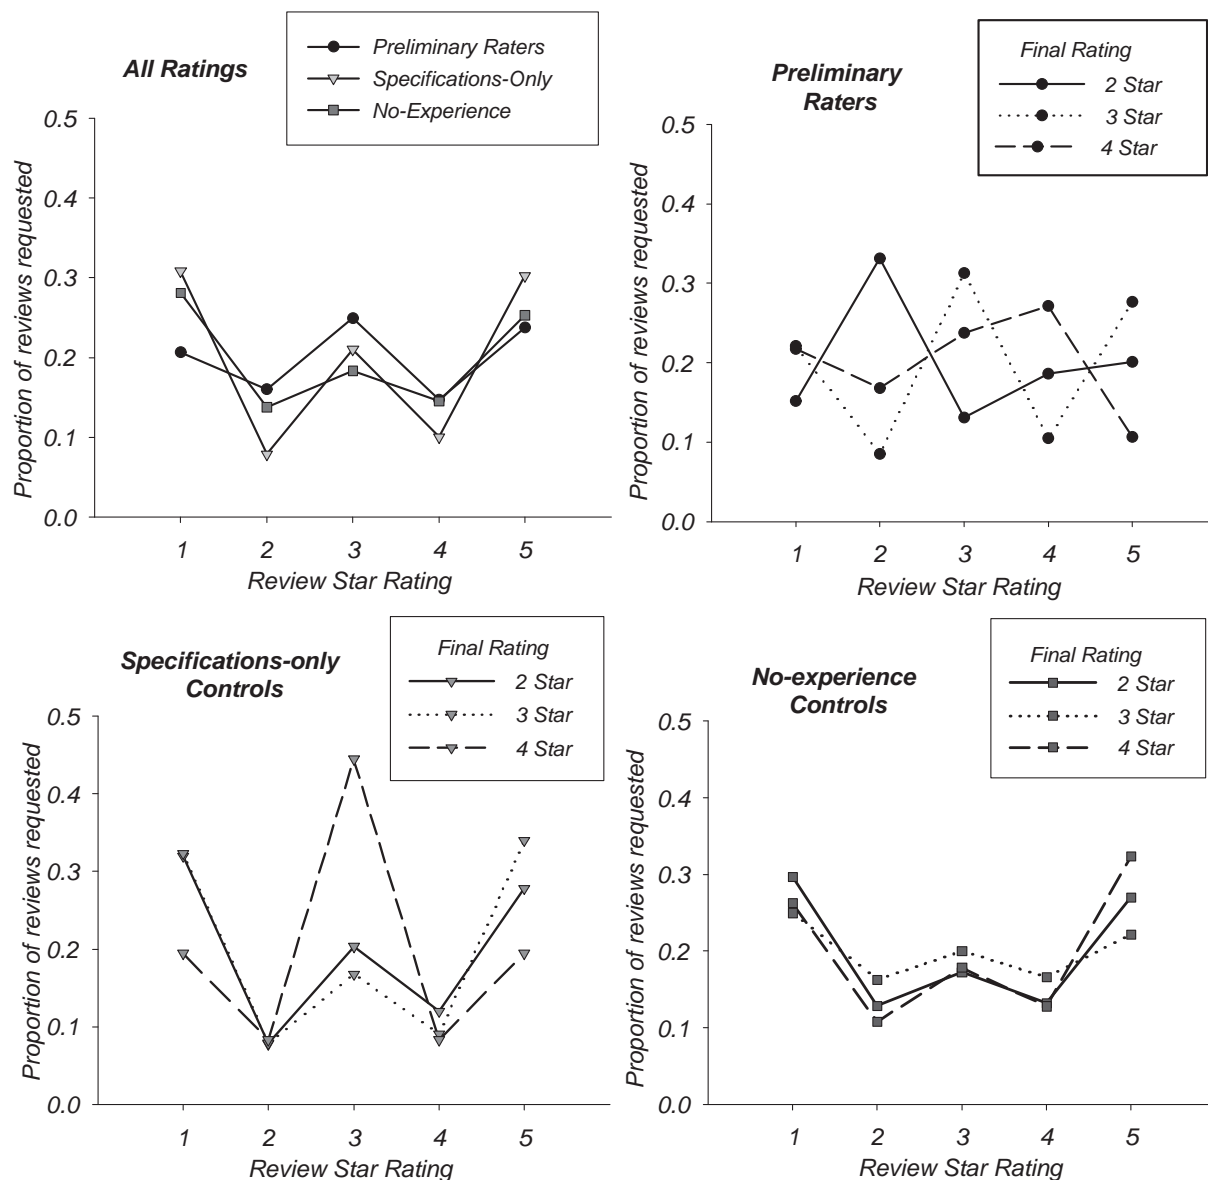 All Ratings
Preliminary Raters
Specifications-Only
No-Experience
Proportion of reviews requested
0.5
0.4
0.3
0.2
0.1
0.0
1 2 3 4 5
Review Star Rating
Preliminary
Raters
Final Rating
2 Star
3 Star
4 Star
Proportion of reviews requested
0.5
0.4
0.3
0.2
0.1
0.0
1 2 3 4 5
Review Star Rating
Specifications-only
Controls
Final Rating
2 Star
3 Star
4 Star
Proportion of reviews requested
0.5
0.4
0.3
0.2
0.1
0.0
1 2 3 4 5
Review Star Rating
No-experience
Controls
Final Rating
2 Star
3 Star
4 Star
Proportion of reviews requested
0.5
0.4
0.3
0.2
0.1
0.0
1 2 3 4 5
Review Star Rating